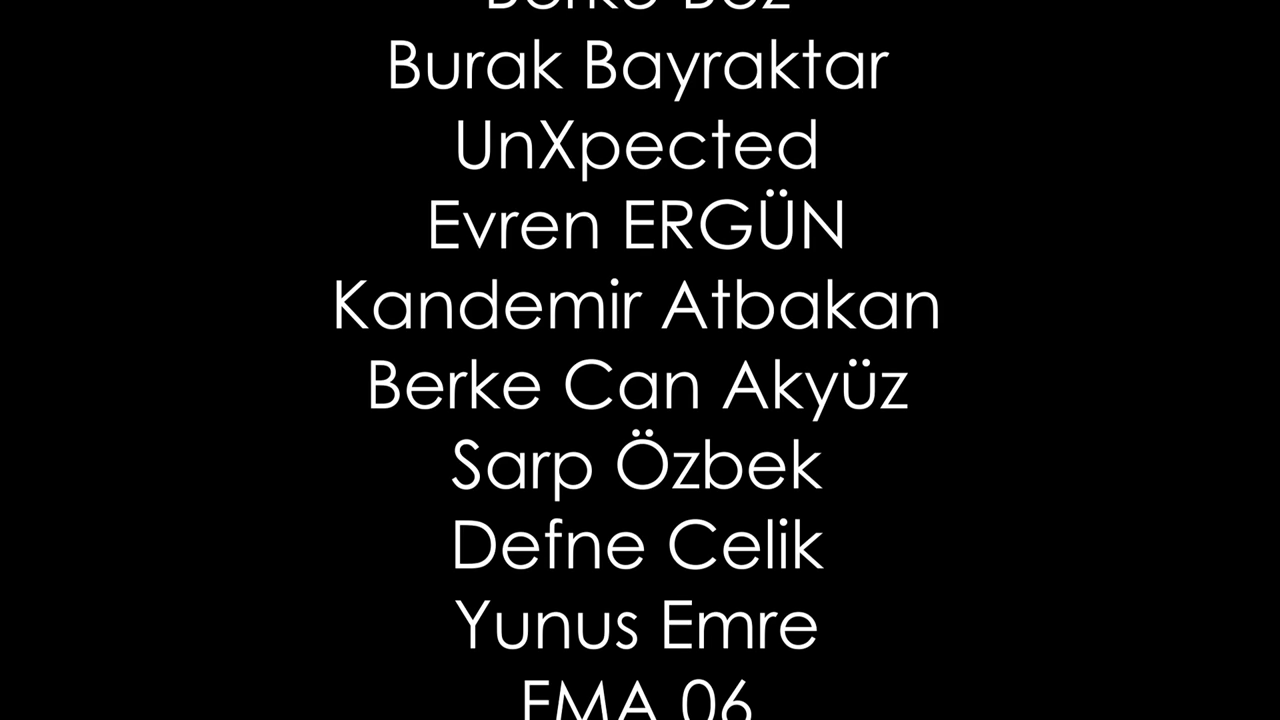 Burak Bayraktar
UnXpected
Evren ERGÜN
Kandemir Atbakan
Berke Can Akyüz
Sarp Özbek
Defne Celik
Yunus Emre